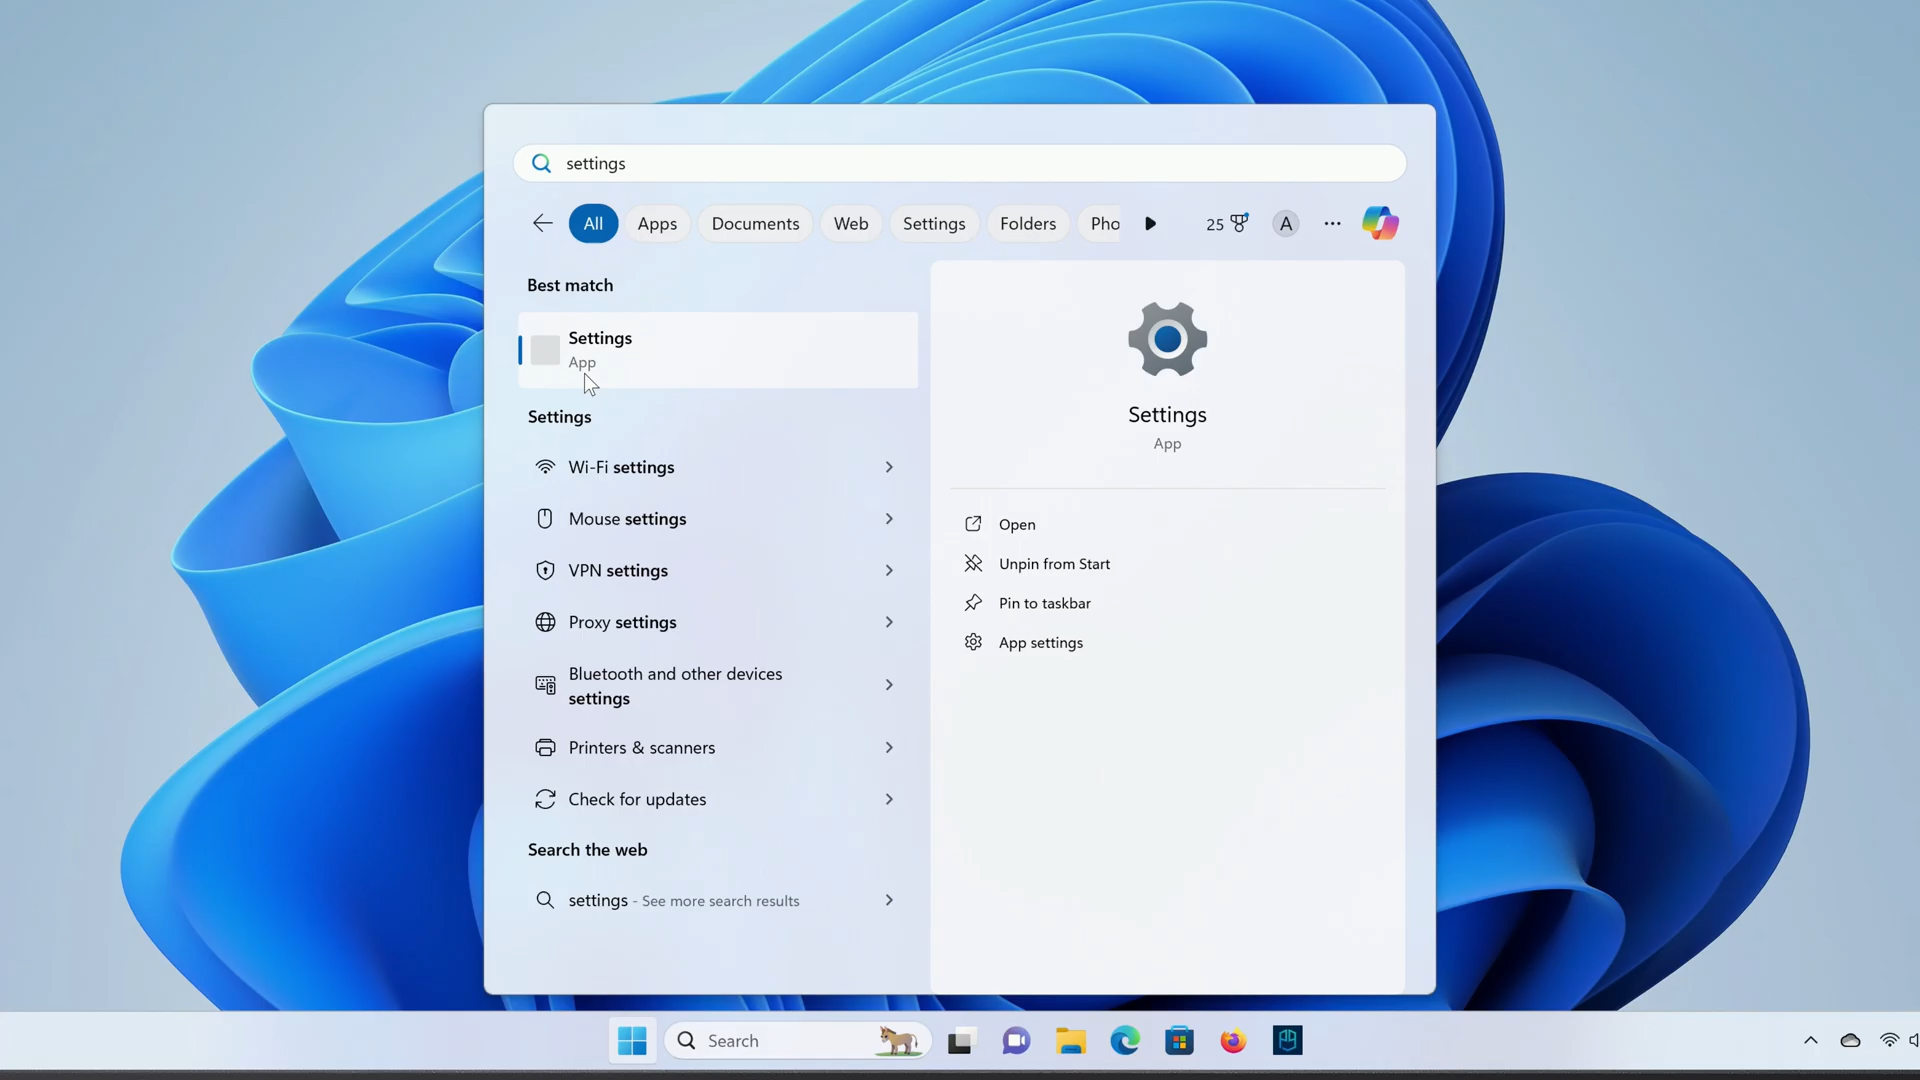 settings
All Apps Documents Web Settings Folders Pho 25 A ...
Best match
Settings
App
Settings
Wi-Fi settings
Mouse settings
VPN settings
Proxy settings
Bluetooth and other devices
settings
Printers & scanners
Check for updates
Search the web
settings - See more search results
Settings
App
Open
Unpin from Start
Pin to taskbar
App settings
Search